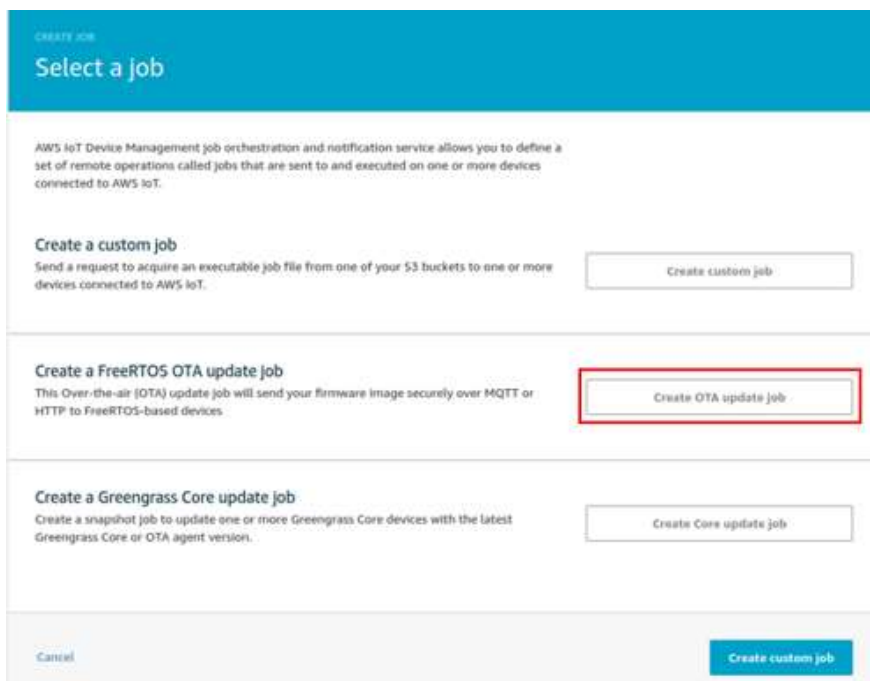 CREATE JOB
Select a job
AWS IoT Device Management job orchestration and notification service allows you to define a
set of remote operations called jobs that are sent to and executed on one or more devices
connected to AWS IoT.
Create a custom job
Send a request to acquire an executable job file from one of your S3 buckets to one or more
devices connected to AWS IoT.
Create custom job
Create a FreeRTOS OTA update job
This Over-the-air (OTA) update job will send your firmware image securely over MQTT or
HTTP to FreeRTOS-based devices
Create OTA update job
Create a Greengrass Core update job
Create a snapshot job to update one or more Greengrass Core devices with the latest
Greengrass Core or OTA agent version.
Create Core update job
Cancel
Create custom job